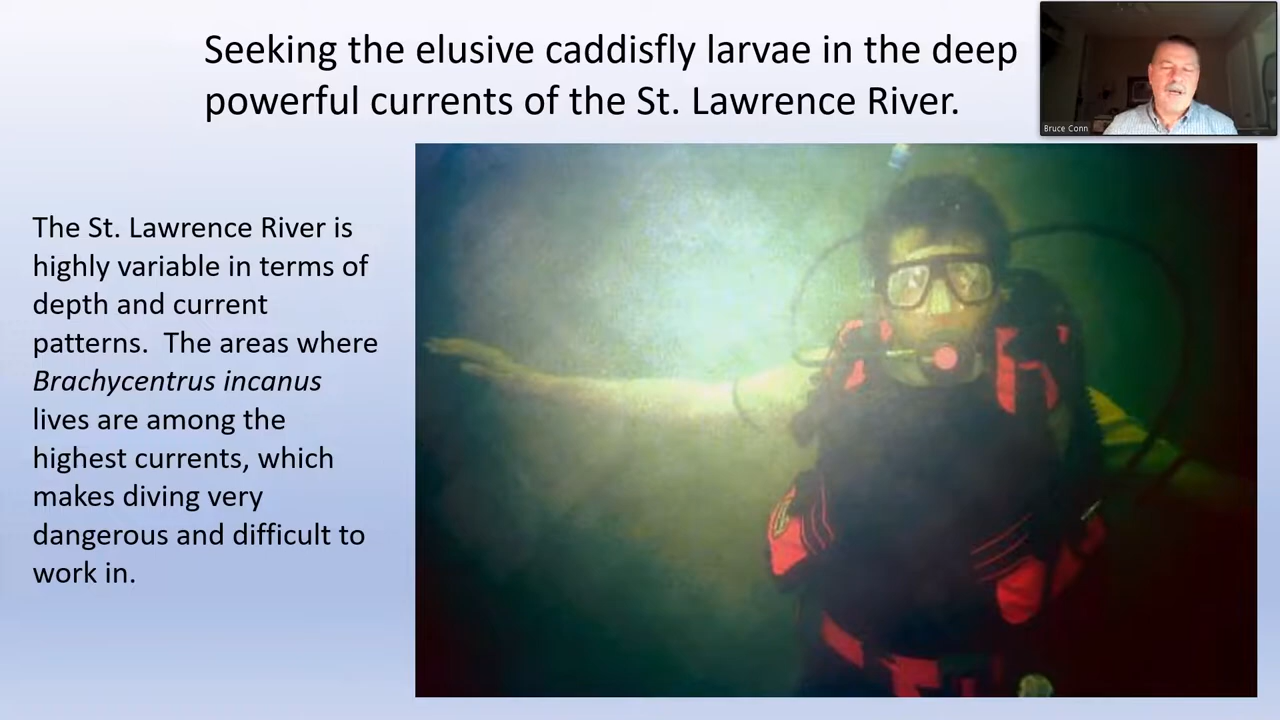 Seeking the elusive caddisfly larvae in the deep
powerful currents of the St. Lawrence River.
Bruce Conn
The St. Lawrence River is
highly variable in terms of
depth and current
patterns.  The areas where
Brachycentrus incanus
lives are among the
highest currents, which
makes diving very
dangerous and difficult to
work in.